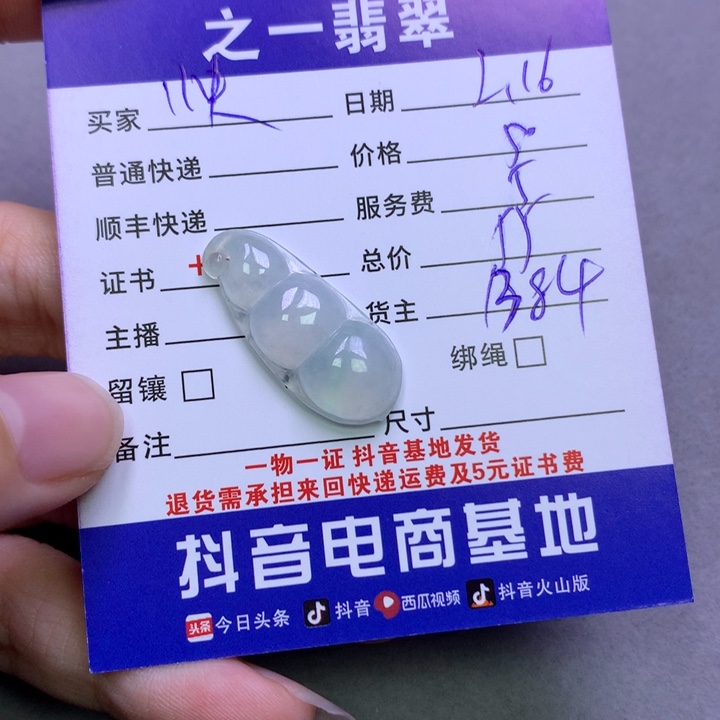 之一翡翠
买家 日期
普通快递 价格 5
顺丰快递 服务费
证书 + 总价
主播 货主 B84
留镶 绑绳
备注 尺寸
一物一证 抖音基地发货
退货需承担来回快递运费及5元证书费
抖音电商基地
头条 今日头条 抖音 西瓜视频 抖音火山版